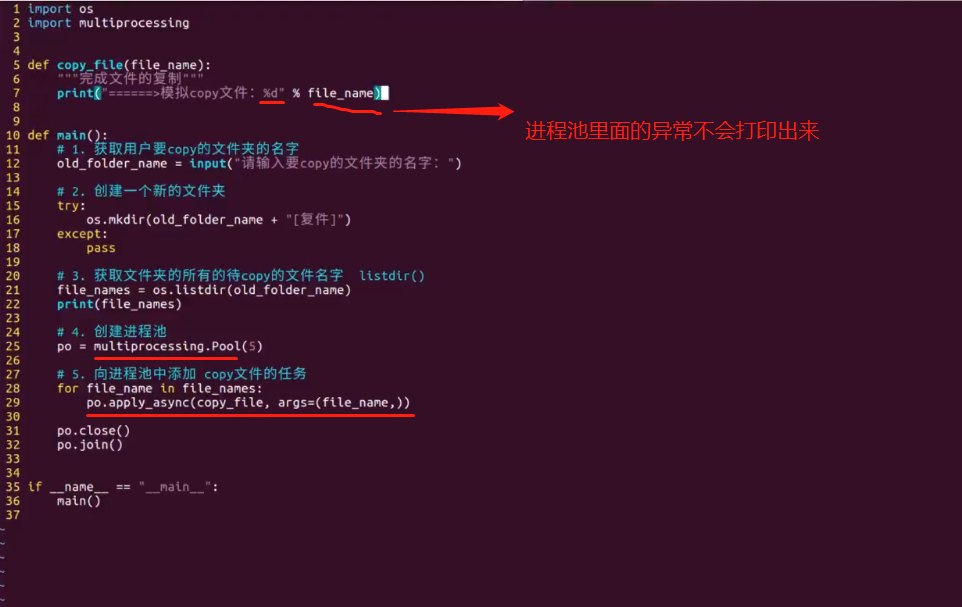 1 import os
2 import multiprocessing
3
4
5 def copy_file(file_name):
6     """完成文件的复制"""
7     print("======>模拟copy文件: %d" % file_name)
进程池里面的异常不会打印出来
8
9
10 def main():
11     # 1. 获取用户要copy的文件夹的名字
12     old_folder_name = input("请输入要copy的文件夹的名字: ")
13
14     # 2. 创建一个新的文件夹
15     try:
16         os.mkdir(old_folder_name + "[复件]")
17     except:
18         pass
19
20     # 3. 获取文件夹的所有的待copy的文件名字  listdir()
21     file_names = os.listdir(old_folder_name)
22     print(file_names)
23
24     # 4. 创建进程池
25     po = multiprocessing.Pool(5)
26
27     # 5. 向进程池中添加 copy文件的任务
28     for file_name in file_names:
29         po.apply_async(copy_file, args=(file_name,))
30
31     po.close()
32     po.join()
33
34
35 if __name__ == "__main__":
36     main()
37
~
~
~
~
~
~